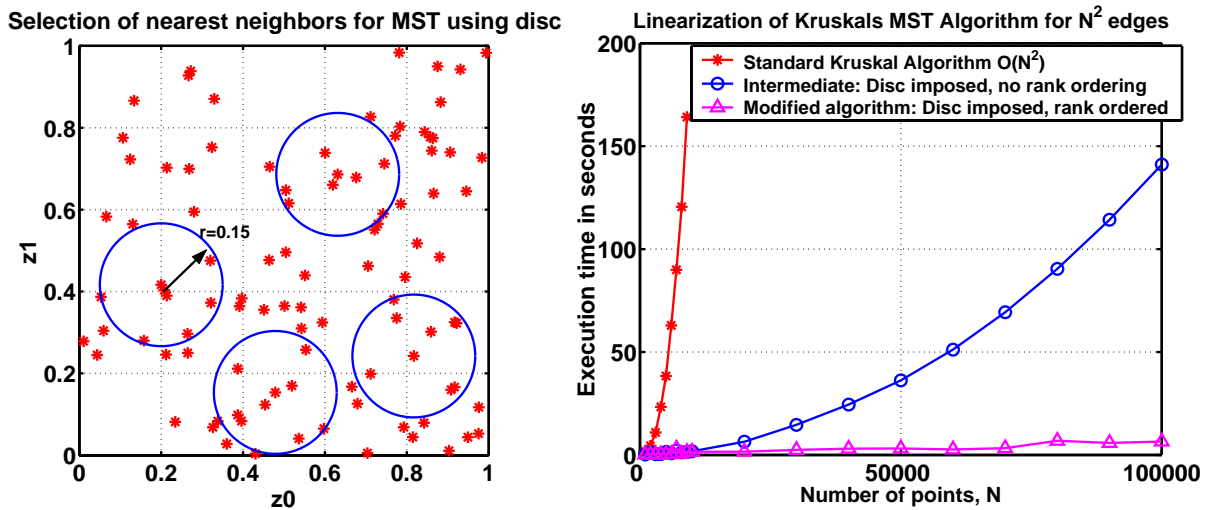 Selection of nearest neighbors for MST using disc
1
0.8
0.6
0.4
0.2
0
z1
r=0.15
0
0.2
0.4
0.6
0.8
1
z0
Linearization of Kruskals MST Algorithm for N² edges
200
150
100
50
0
Execution time in seconds
Standard Kruskal Algorithm O(N²)
Intermediate: Disc imposed, no rank ordering
Modified algorithm: Disc imposed, rank ordered
50000
100000
Number of points, N